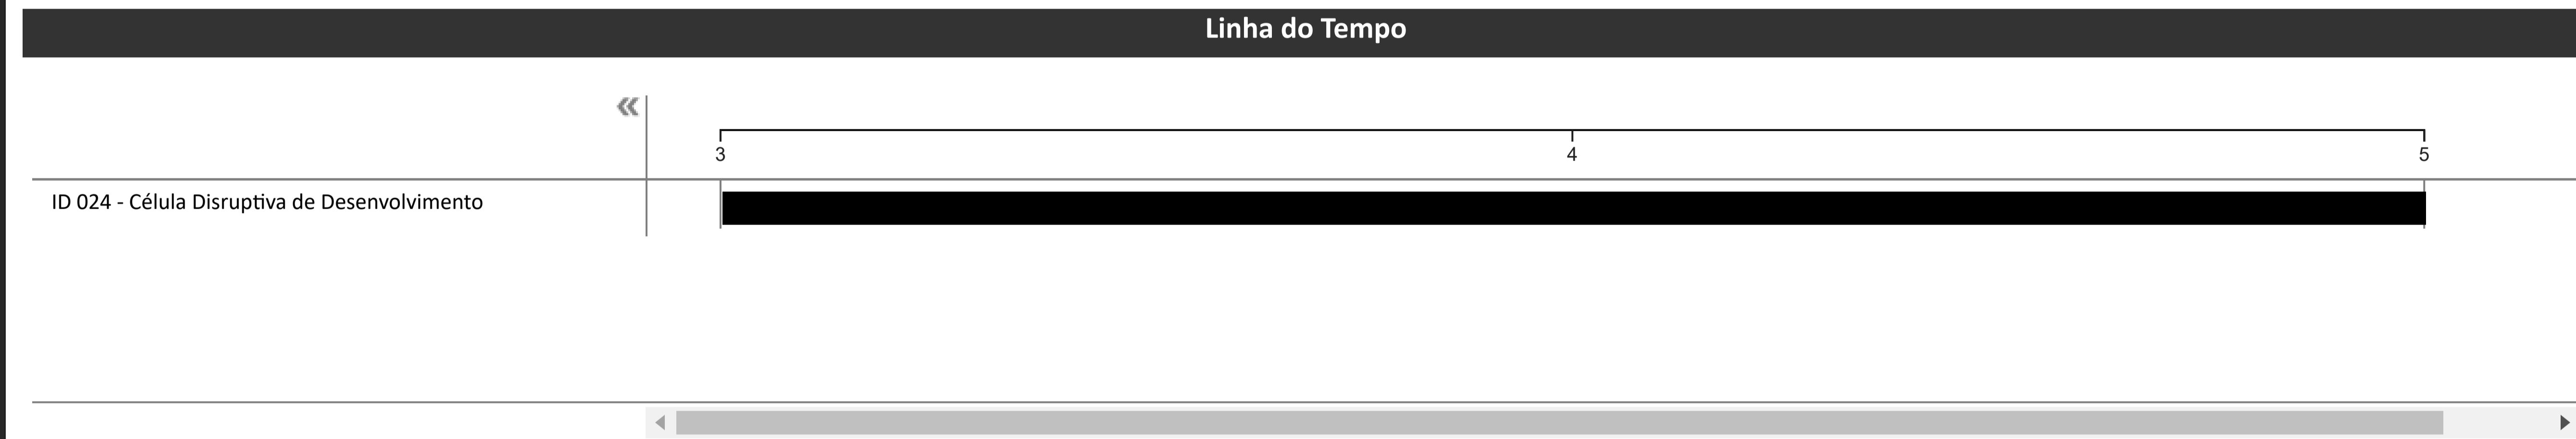 Linha do Tempo
3 4 5
ID 024 - Célula Disruptiva de Desenvolvimento